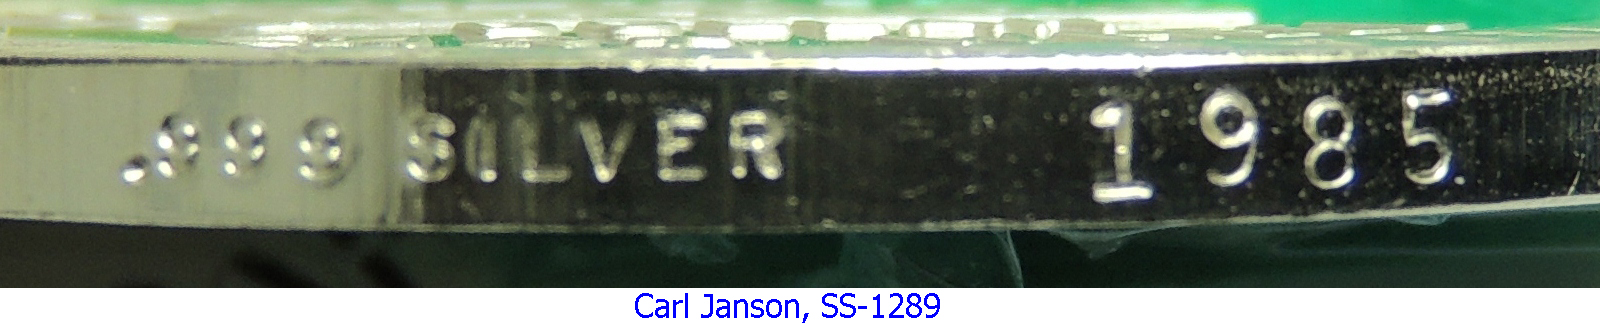 .999 SILVER 1985
Carl Janson, SS-1289